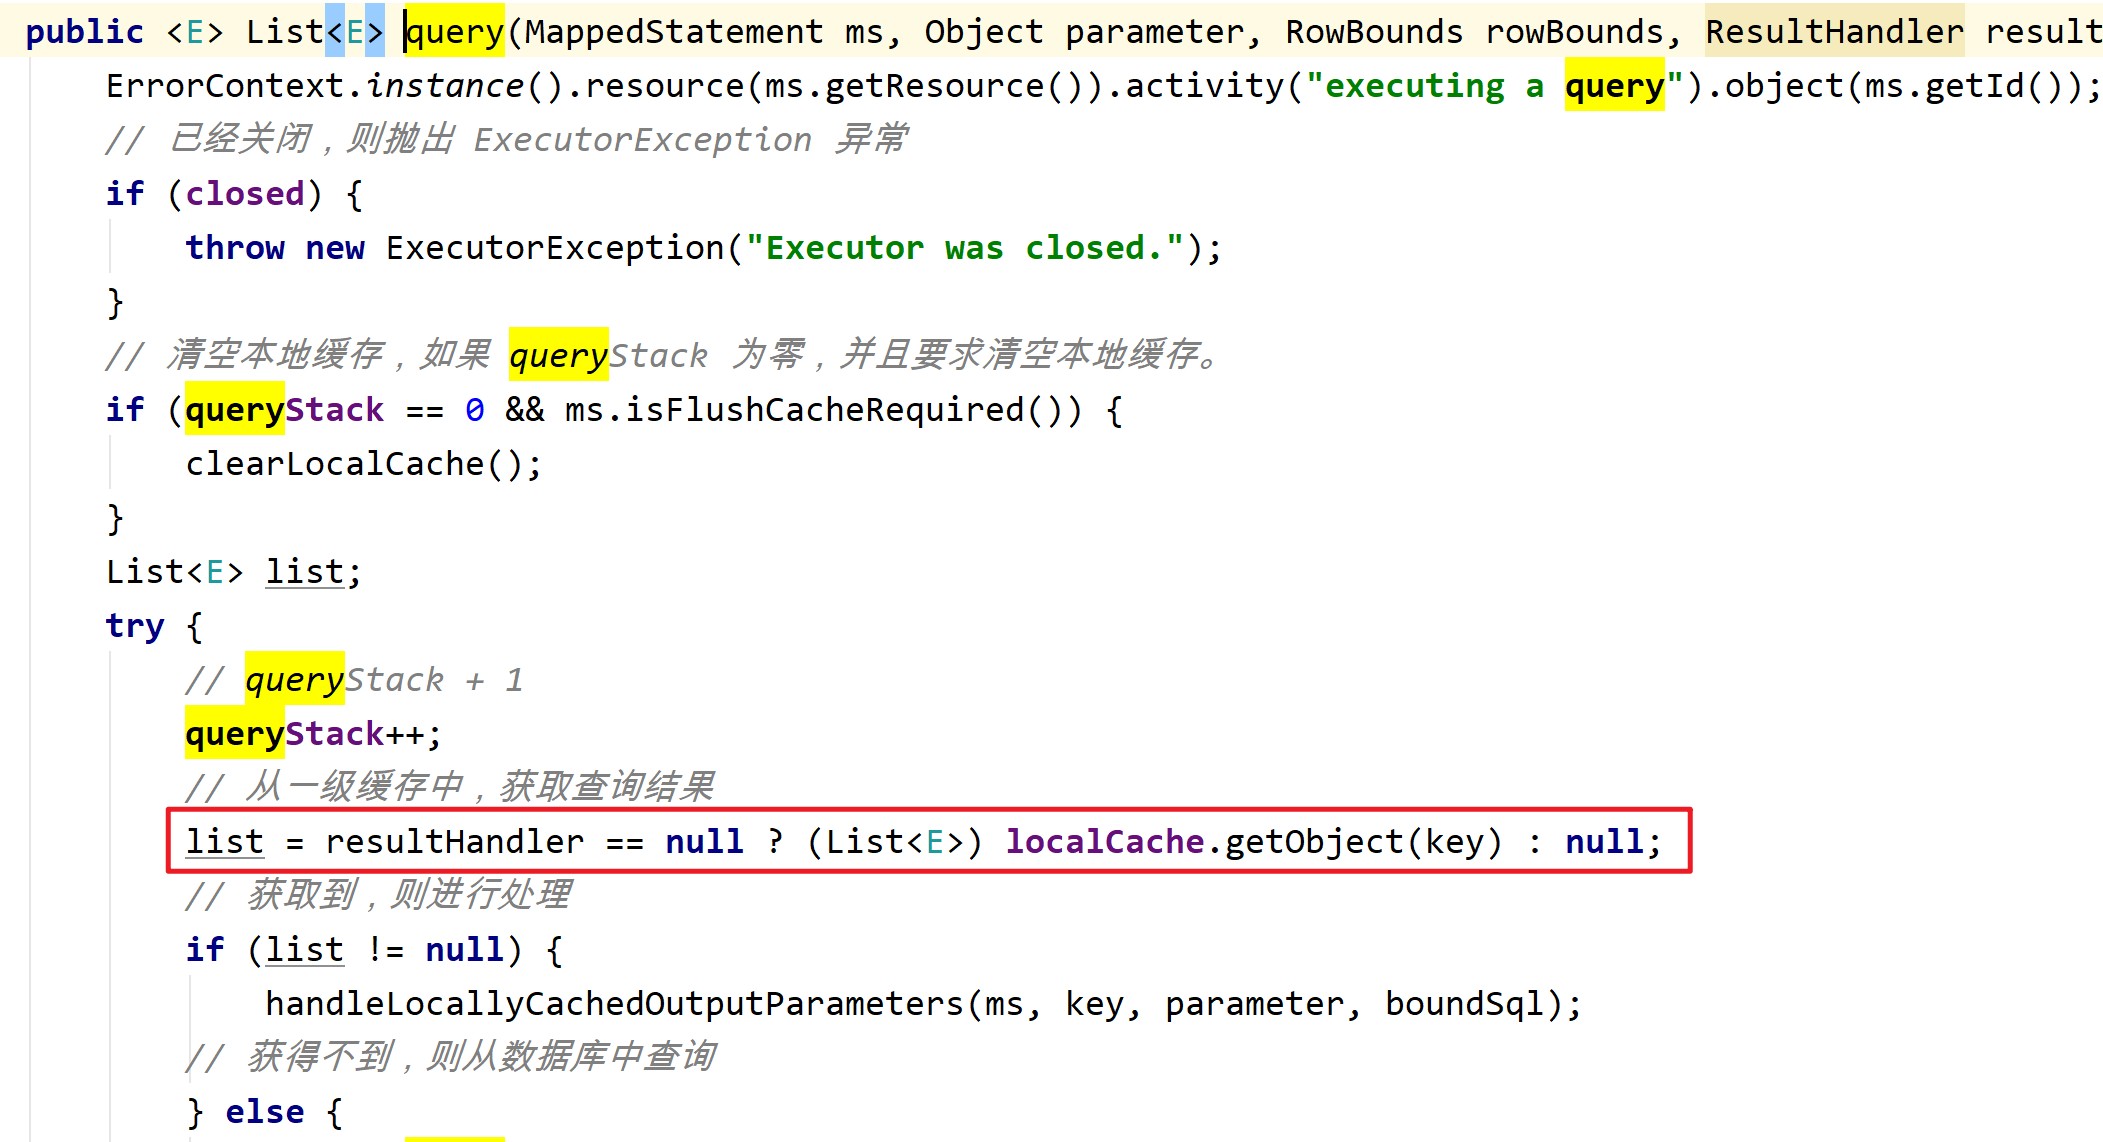 public <E> List<E> query(MappedStatement ms, Object parameter, RowBounds rowBounds, ResultHandler result
ErrorContext.instance().resource(ms.getResource()).activity("executing a query").object(ms.getId());
// 已经关闭，则抛出 ExecutorException 异常
if (closed) {
throw new ExecutorException("Executor was closed.");
}
// 清空本地缓存，如果 queryStack 为零，并且要求清空本地缓存。
if (queryStack == 0 && ms.isFlushCacheRequired()) {
clearLocalCache();
}
List<E> list;
try {
// queryStack + 1
queryStack++;
// 从一级缓存中，获取查询结果
list = resultHandler == null ? (List<E>) localCache.getObject(key) : null;
// 获取到，则进行处理
if (list != null) {
handleLocallyCachedOutputParameters(ms, key, parameter, boundSql);
// 获得不到，则从数据库中查询
} else {